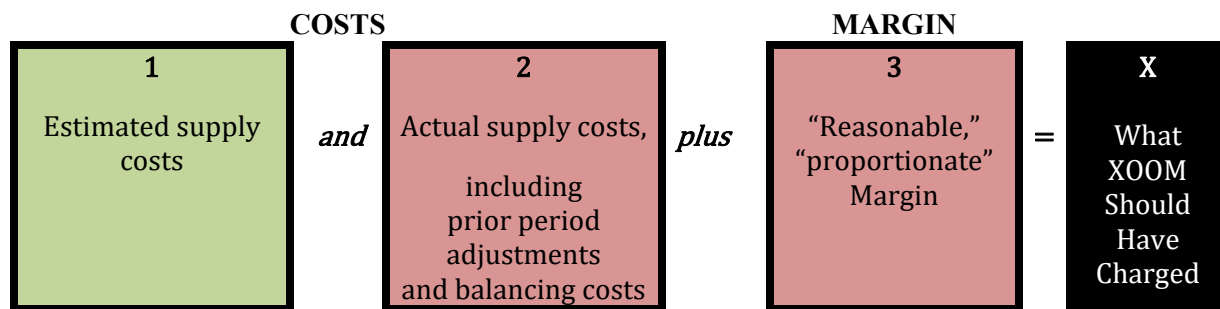 COSTS
MARGIN
1
Estimated supply
costs
and
2
Actual supply costs,
including
prior period
adjustments
and balancing costs
plus
3
“Reasonable,”
“proportionate”
Margin
=
X
What
XOOM
Should
Have
Charged